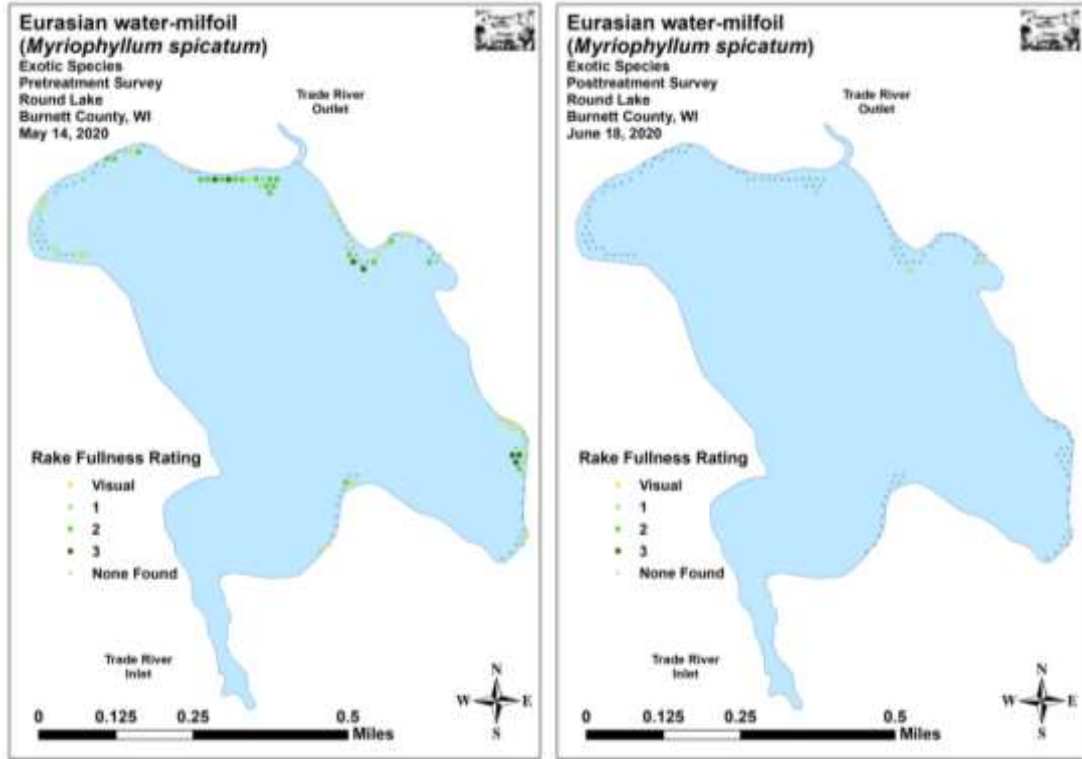 Eurasian water-milfoil
(Myriophyllum spicatum)
Exotic Species
Pretreatment Survey
Round Lake
Burnett County, WI
May 14, 2020
Trade River
Outlet
Rake Fullness Rating
Visual
1
2
3
None Found
Trade River
Inlet
N
W
E
S
0
0.125
0.25
0.5
Miles
Eurasian water-milfoil
(Myriophyllum spicatum)
Exotic Species
Posttreatment Survey
Round Lake
Burnett County, WI
June 18, 2020
Trade River
Outlet
Rake Fullness Rating
Visual
1
2
3
None Found
Trade River
Inlet
N
W
E
S
0
0.125
0.25
0.5
Miles